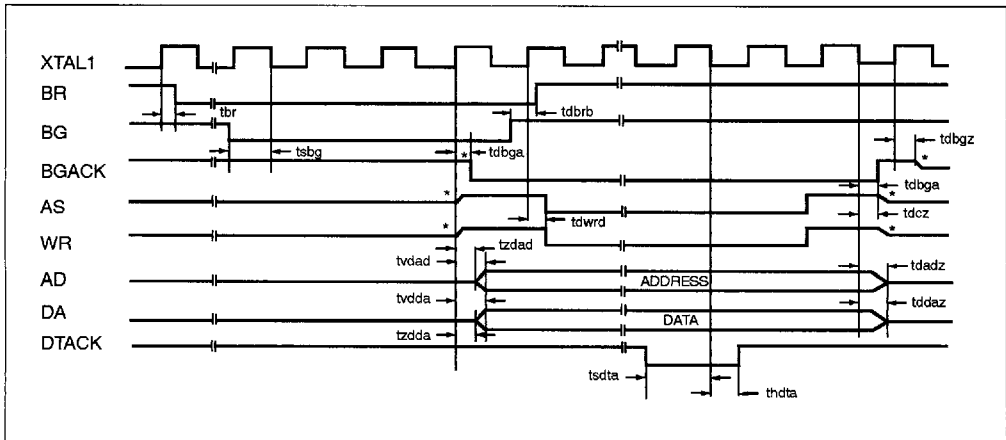 XTAL1
BR
tbr
tdbrb
BG
tsbg
tdbga
tdbgz
BGACK
*
*
tdbga
AS
*
*
tdwrd
tdcz
WR
*
*
tzdad
tvdad
tdadz
AD
ADDRESS
tvdda
tddaz
DA
DATA
tzdda
DTACK
tsdta
thdta